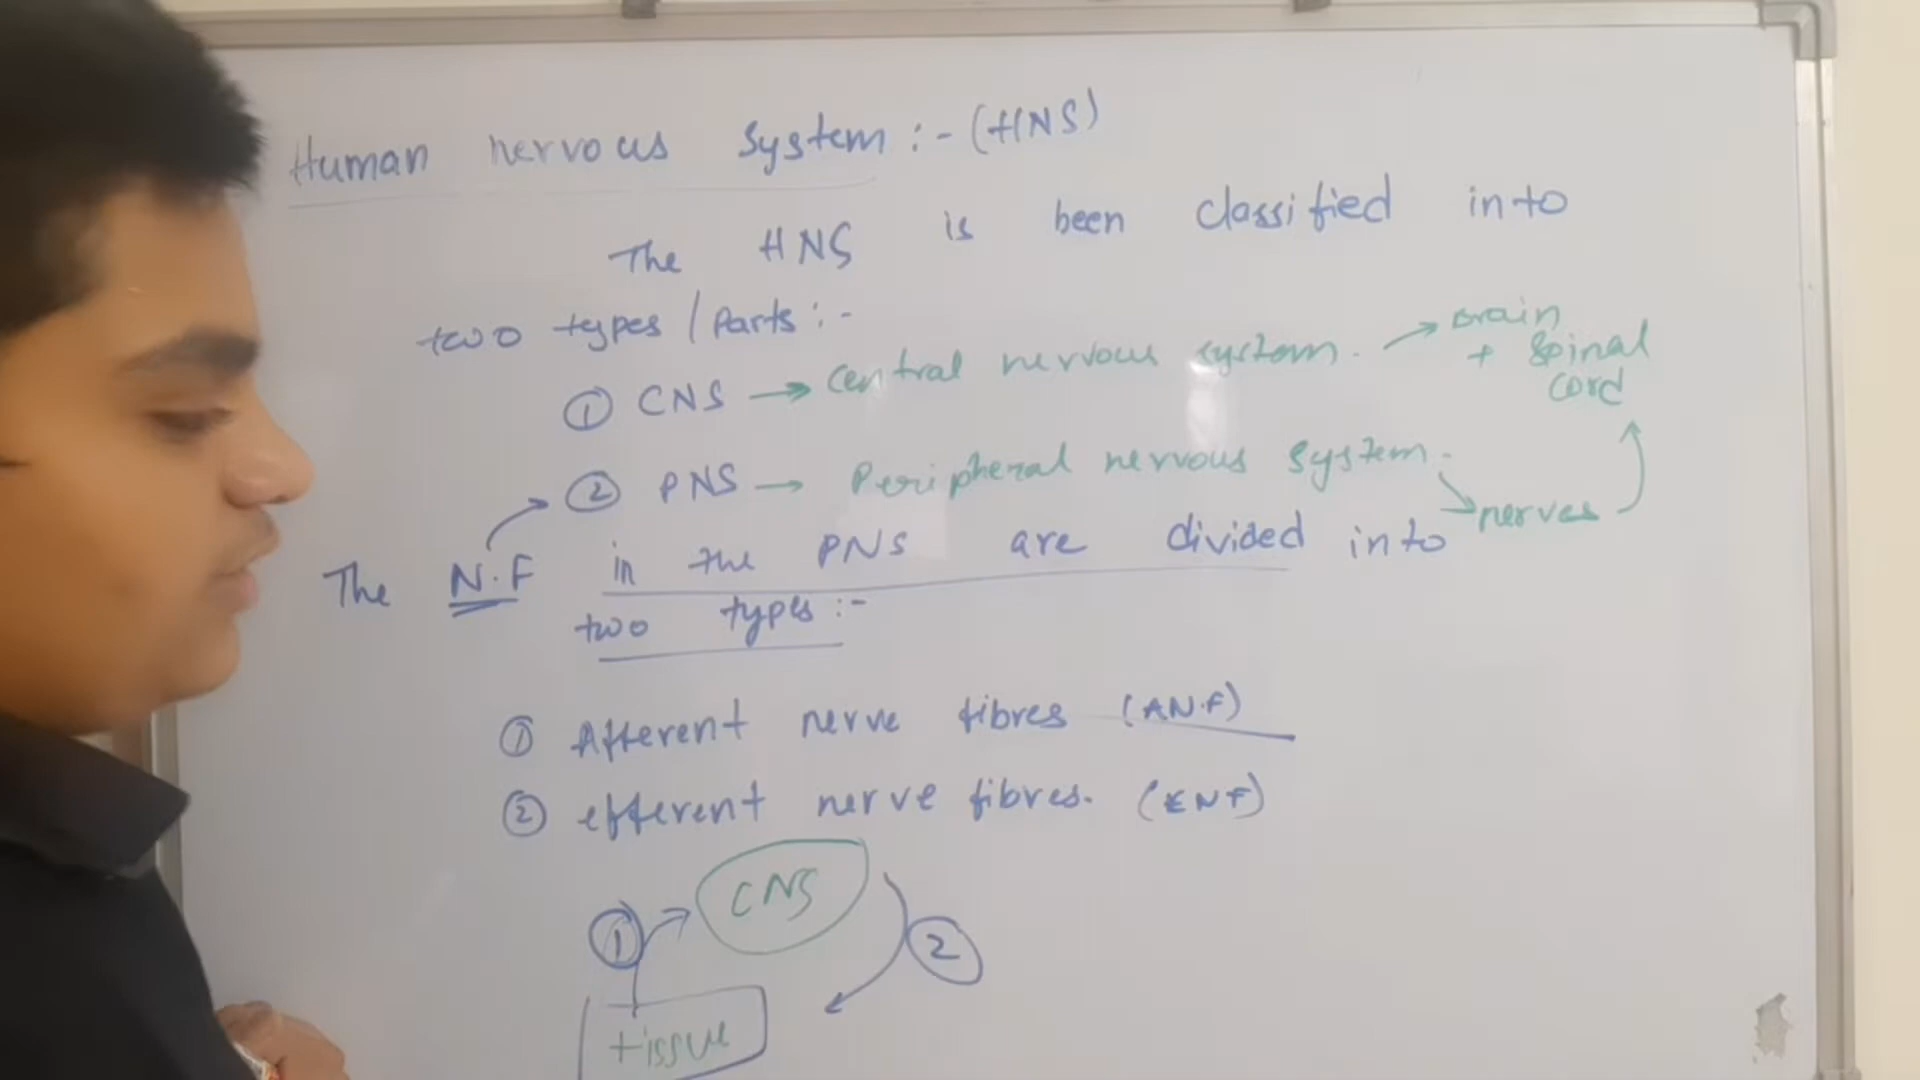 Human nervous System :- (HNS)
The HNS is been classified into
two types / Parts :-
① CNS → central nervous system. → Brain
+ Spinal
cord
② PNS → Peripheral nervous system.
→ nerves
The N.F in the PNS are divided into
two types :-
① Afferent nerve fibres (AN.F)
② efferent nerve fibres. (ENF)
CNS
①
②
tissue